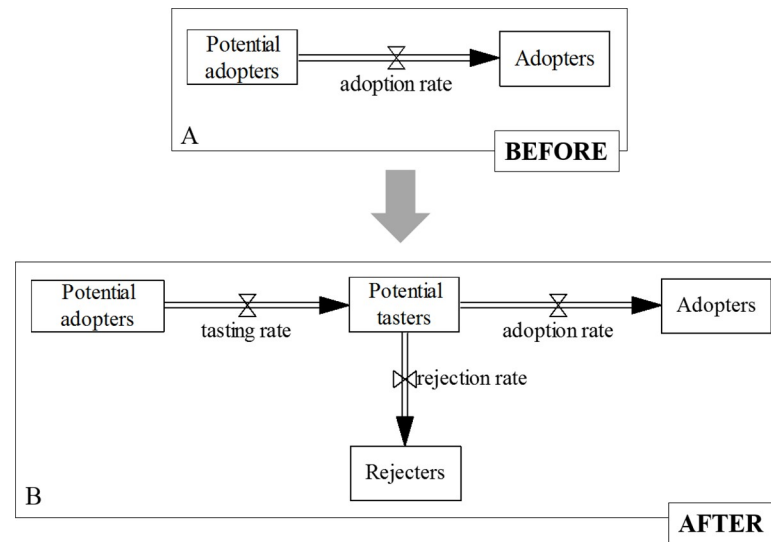 Potential
adopters
adoption rate
Adopters
A
BEFORE
Potential
adopters
tasting rate
Potential
tasters
adoption rate
Adopters
rejection rate
Rejecters
B
AFTER